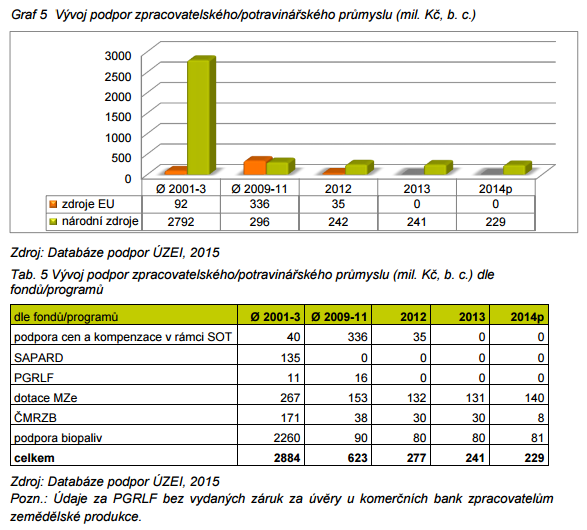 Graf 5 Vývoj podpor zpracovatelského/potravinářského průmyslu (mil. Kč, b. c.)
3000
2500
2000
1500
1000
500
0
Ø 2001-3 Ø 2009-11 2012 2013 2014p
zdroje EU 92 336 35 0 0
národní zdroje 2792 296 242 241 229
Zdroj: Databáze podpor ÚZEI, 2015
Tab. 5 Vývoj podpor zpracovatelského/potravinářského průmyslu (mil. Kč, b. c.) dle
fondů/programů
dle fondů/programů Ø 2001-3 Ø 2009-11 2012 2013 2014p
podpora cen a kompenzace v rámci SOT 40 336 35 0 0
SAPARD 135 0 0 0 0
PGRLF 11 16 0 0 0
dotace MZe 267 153 132 131 140
ČMRZB 171 38 30 30 8
podpora biopaliv 2260 90 80 80 81
celkem 2884 623 277 241 229
Zdroj: Databáze podpor ÚZEI, 2015
Pozn.: Údaje za PGRLF bez vydaných záruk za úvěry u komerčních bank zpracovatelům
zemědělské produkce.